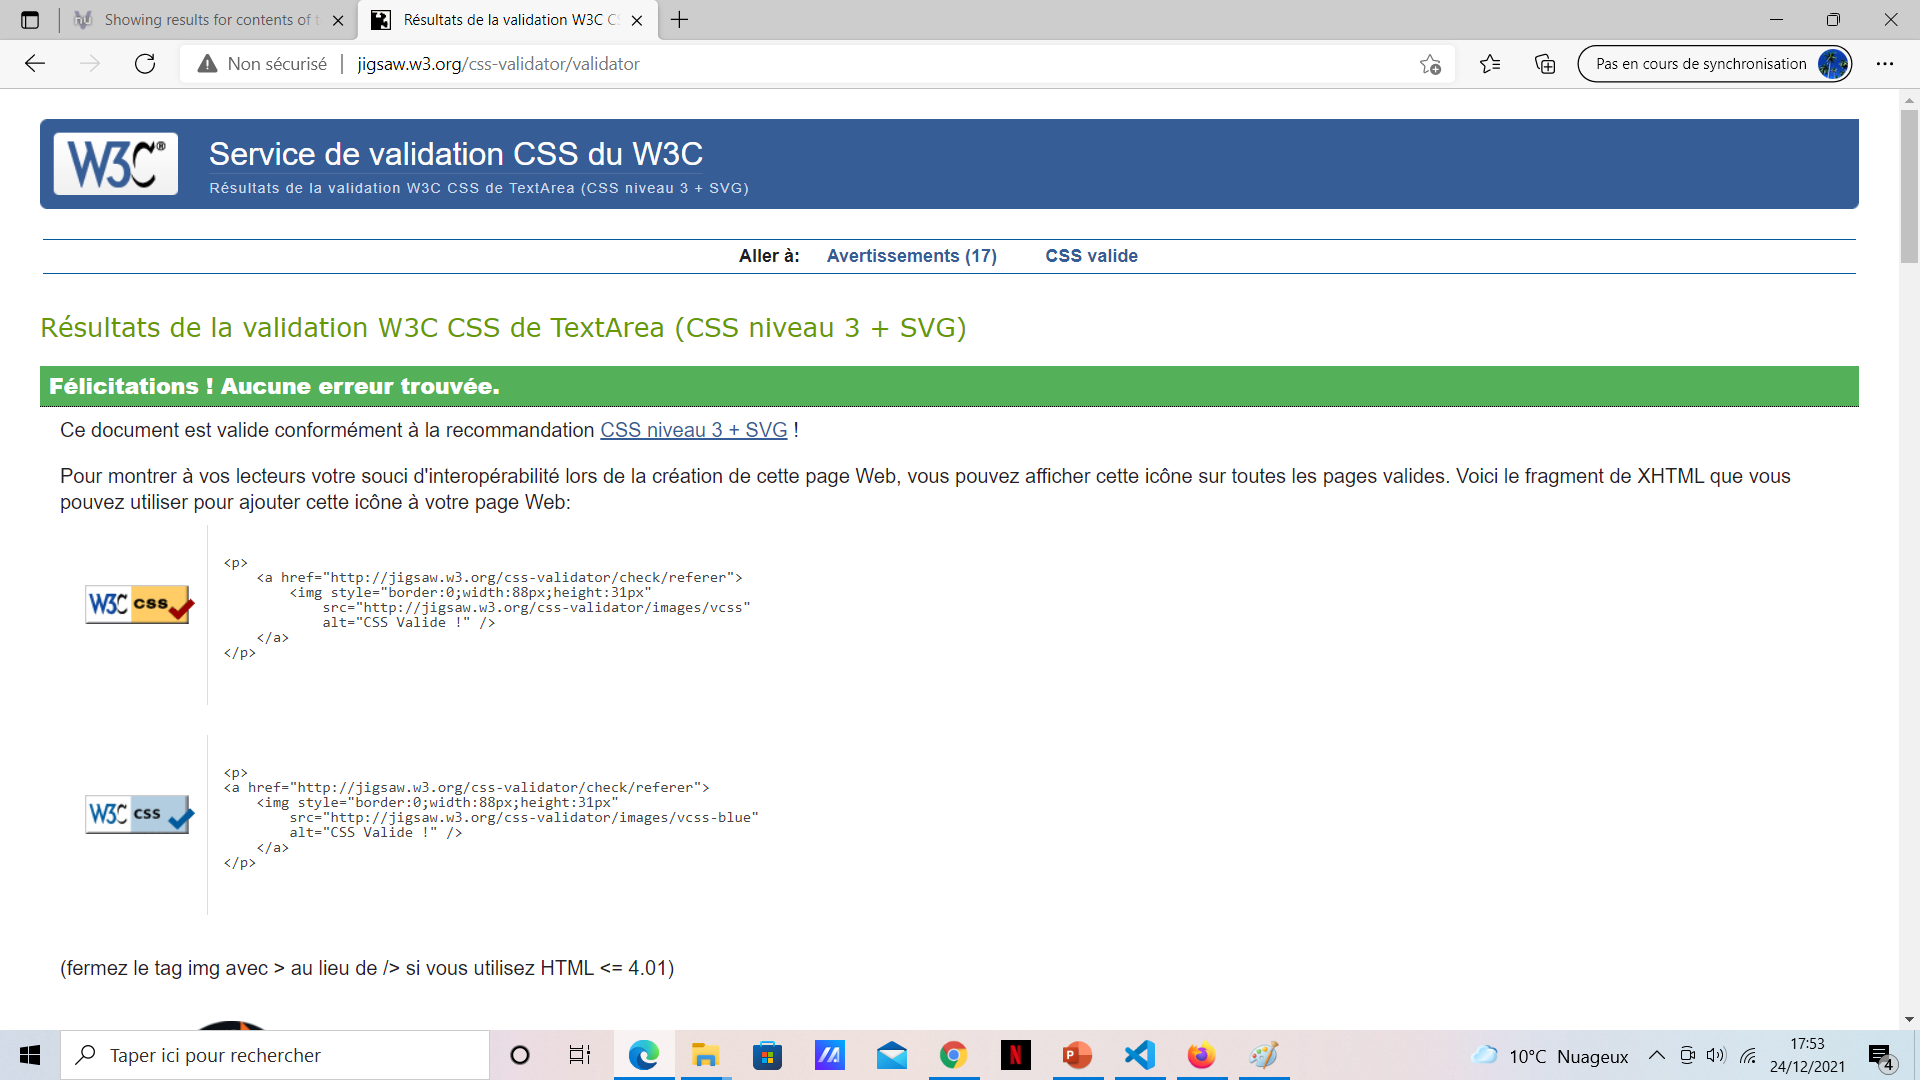 Showing results for contents of t
Résultats de la validation W3C CS
Non sécurisé
jigsaw.w3.org/css-validator/validator
Pas en cours de synchronisation
W3C®
Service de validation CSS du W3C
Résultats de la validation W3C CSS de TextArea (CSS niveau 3 + SVG)
Aller à: Avertissements (17) CSS valide
Résultats de la validation W3C CSS de TextArea (CSS niveau 3 + SVG)
Félicitations ! Aucune erreur trouvée.
Ce document est valide conformément à la recommandation CSS niveau 3 + SVG !
Pour montrer à vos lecteurs votre souci d'interopérabilité lors de la création de cette page Web, vous pouvez afficher cette icône sur toutes les pages valides. Voici le fragment de XHTML que vous
pouvez utiliser pour ajouter cette icône à votre page Web:
W3C css
<p>
<a href="http://jigsaw.w3.org/css-validator/check/referer">
<img style="border:0;width:88px;height:31px"
src="http://jigsaw.w3.org/css-validator/images/vcss"
alt="CSS Valide !" />
</a>
</p>
W3C css
<p>
<a href="http://jigsaw.w3.org/css-validator/check/referer">
<img style="border:0;width:88px;height:31px"
src="http://jigsaw.w3.org/css-validator/images/vcss-blue"
alt="CSS Valide !" />
</a>
</p>
(fermez le tag img avec > au lieu de /> si vous utilisez HTML <= 4.01)
Taper ici pour rechercher
10°C Nuageux
17:53
24/12/2021
4